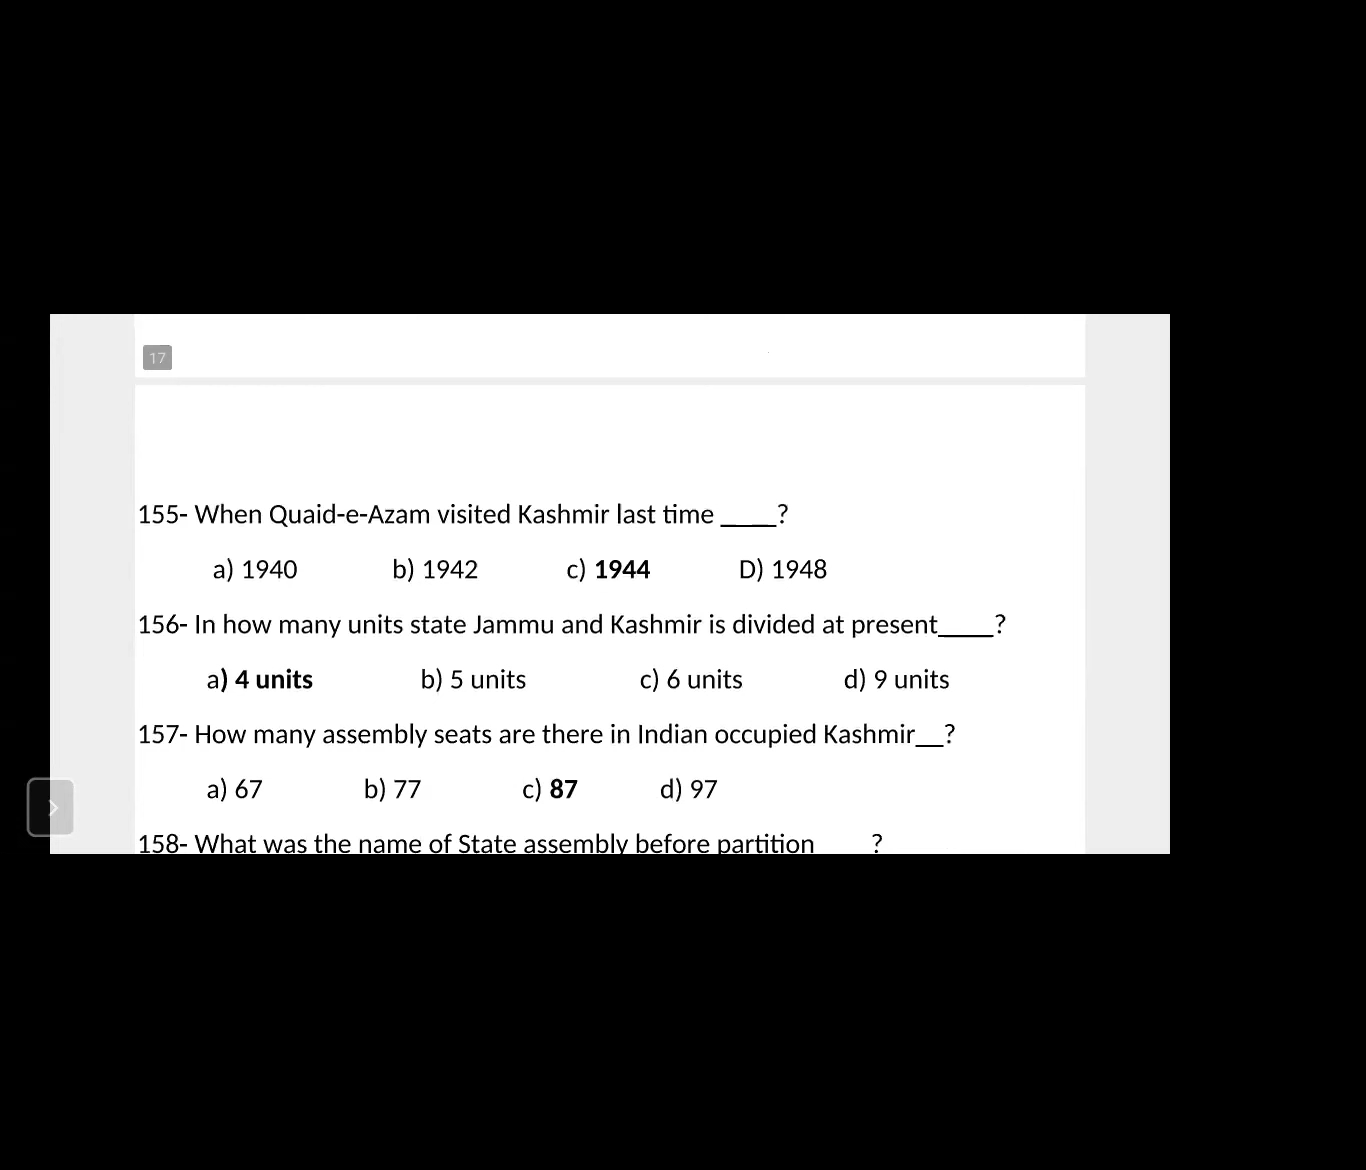 17
155- When Quaid-e-Azam visited Kashmir last time ____?
a) 1940 b) 1942 c) 1944 D) 1948
156- In how many units state Jammu and Kashmir is divided at present____?
a) 4 units b) 5 units c) 6 units d) 9 units
157- How many assembly seats are there in Indian occupied Kashmir__?
a) 67 b) 77 c) 87 d) 97
158- What was the name of State assembly before partition ?